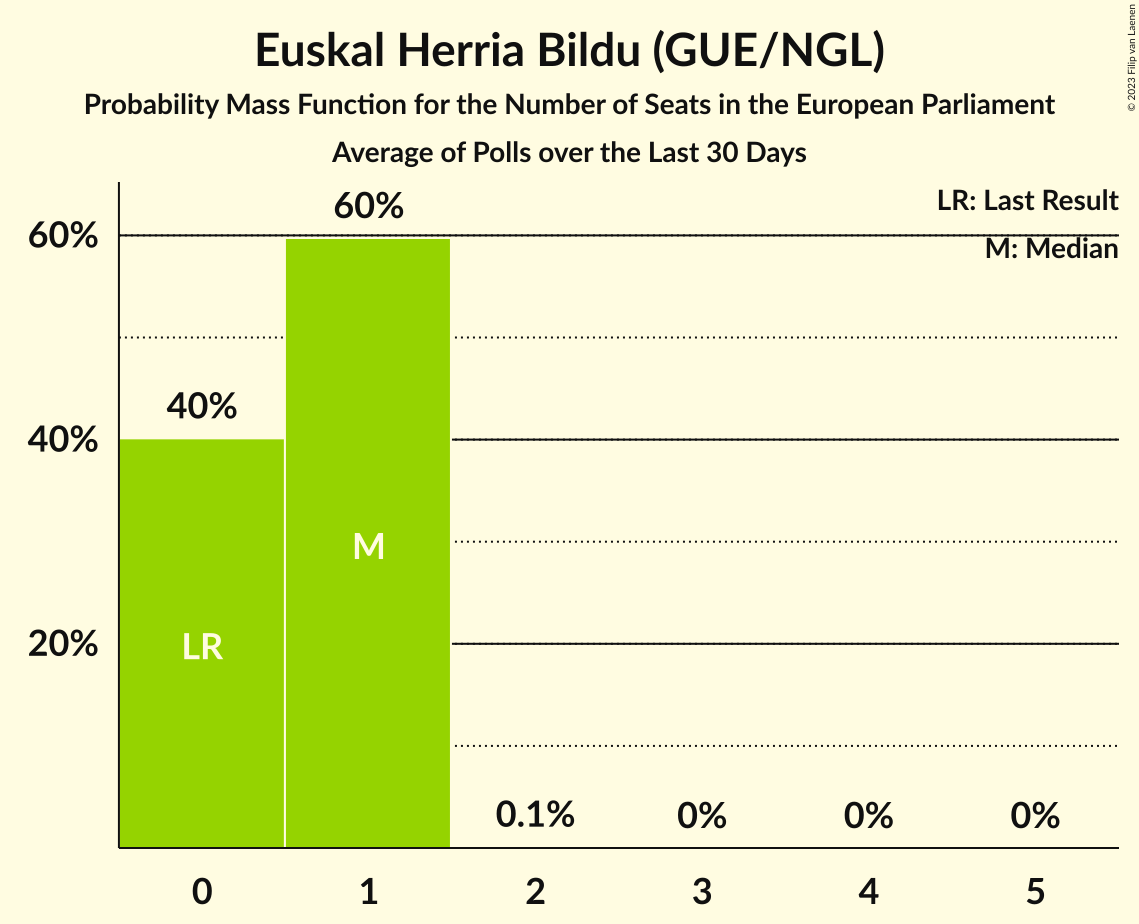 Euskal Herria Bildu (GUE/NGL)
Probability Mass Function for the Number of Seats in the European Parliament
Average of Polls over the Last 30 Days
© 2023 Filip van Laenen
LR: Last Result
M: Median
60%
40%
20%
40%
60%
0.1%
0%
0%
0%
LR
M
0 1 2 3 4 5